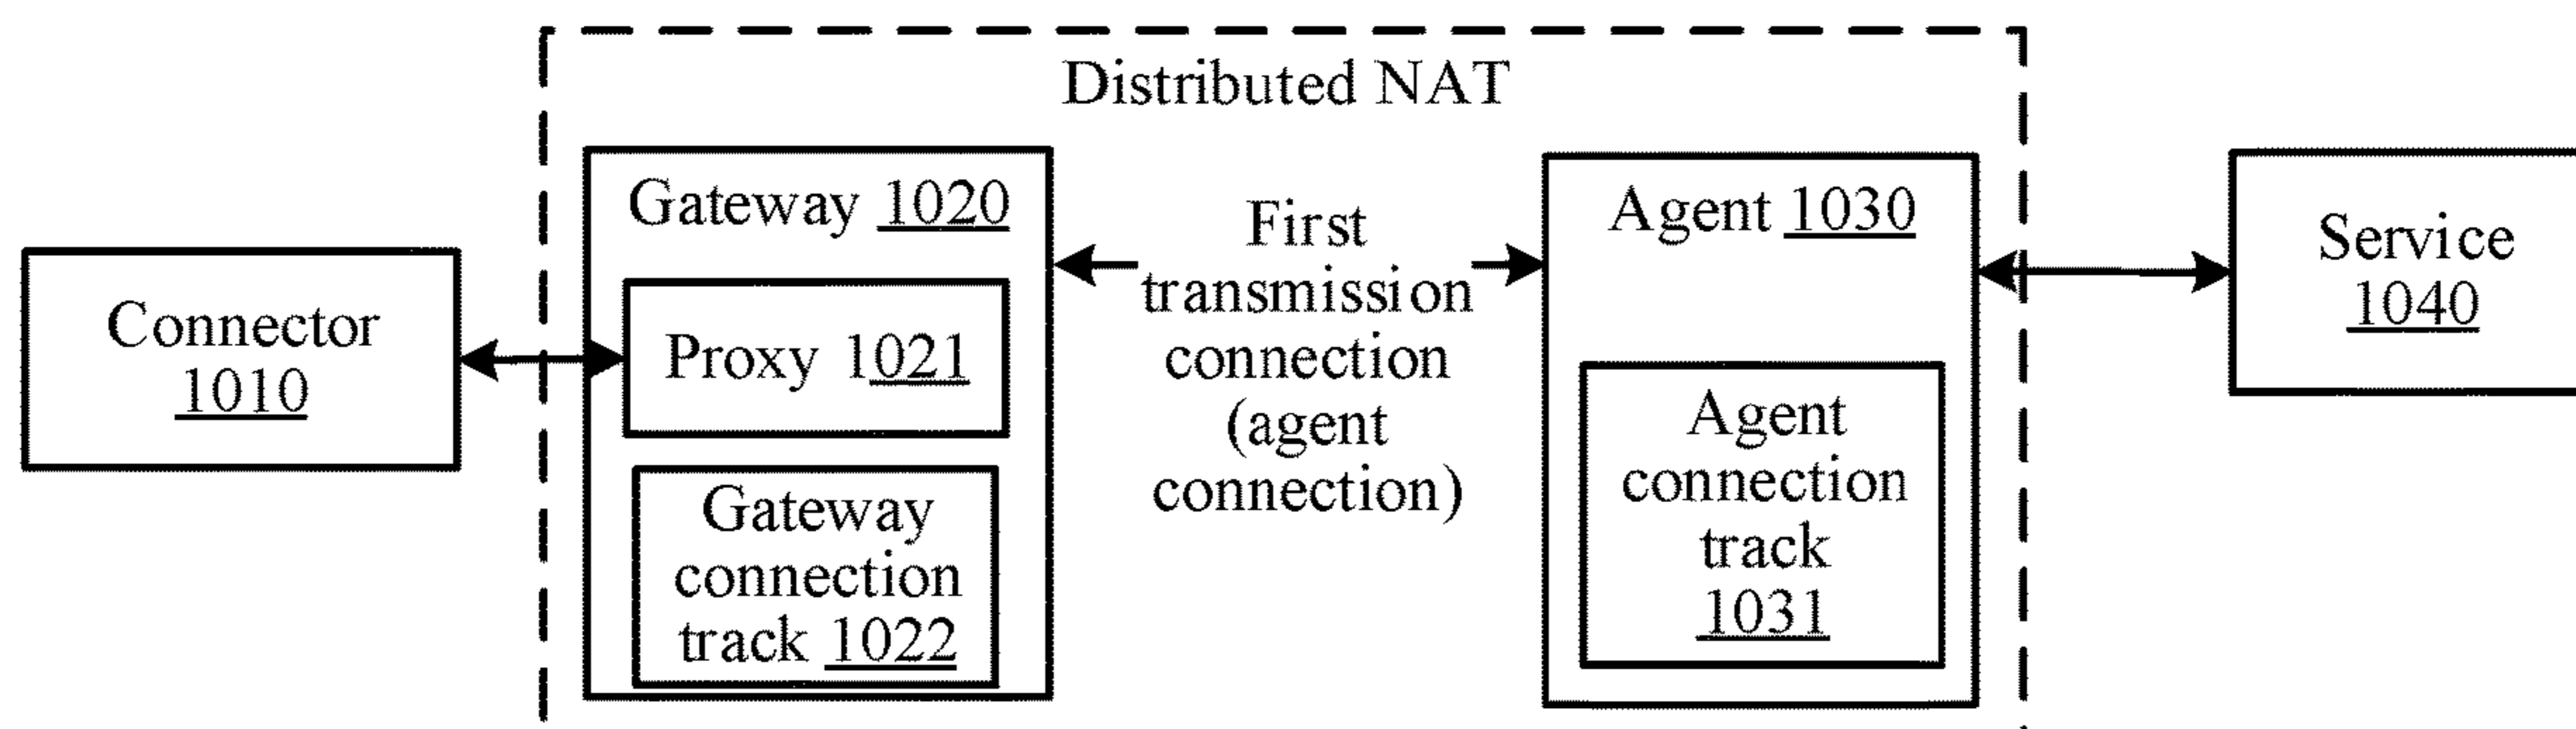 Distributed NAT
Connector
1010
Gateway 1020
Proxy 1021
Gateway
connection
track 1022
First
transmission
connection
(agent
connection)
Agent 1030
Agent
connection
track
1031
Service
1040